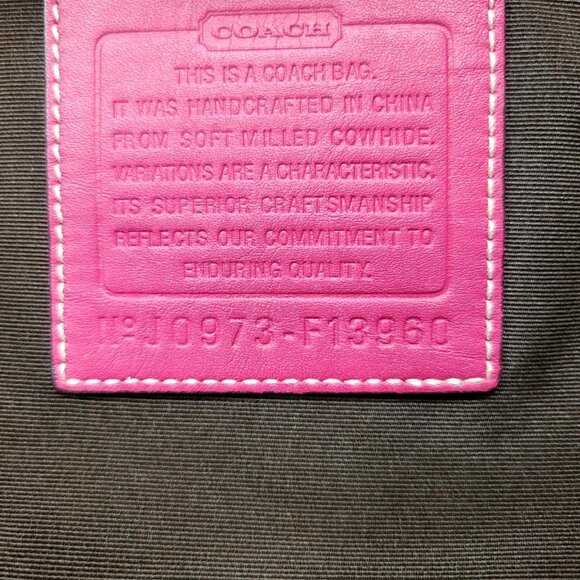 COACH
THIS IS A COACH BAG.
IT WAS HANDCRAFTED IN CHINA
FROM SOFT MILLED COWHIDE.
VARIATIONS ARE A CHARACTERISTIC.
ITS SUPERIOR CRAFTSMANSHIP
REFLECTS OUR COMMITMENT TO
ENDURING QUALITY.
Nº J0973-F13960